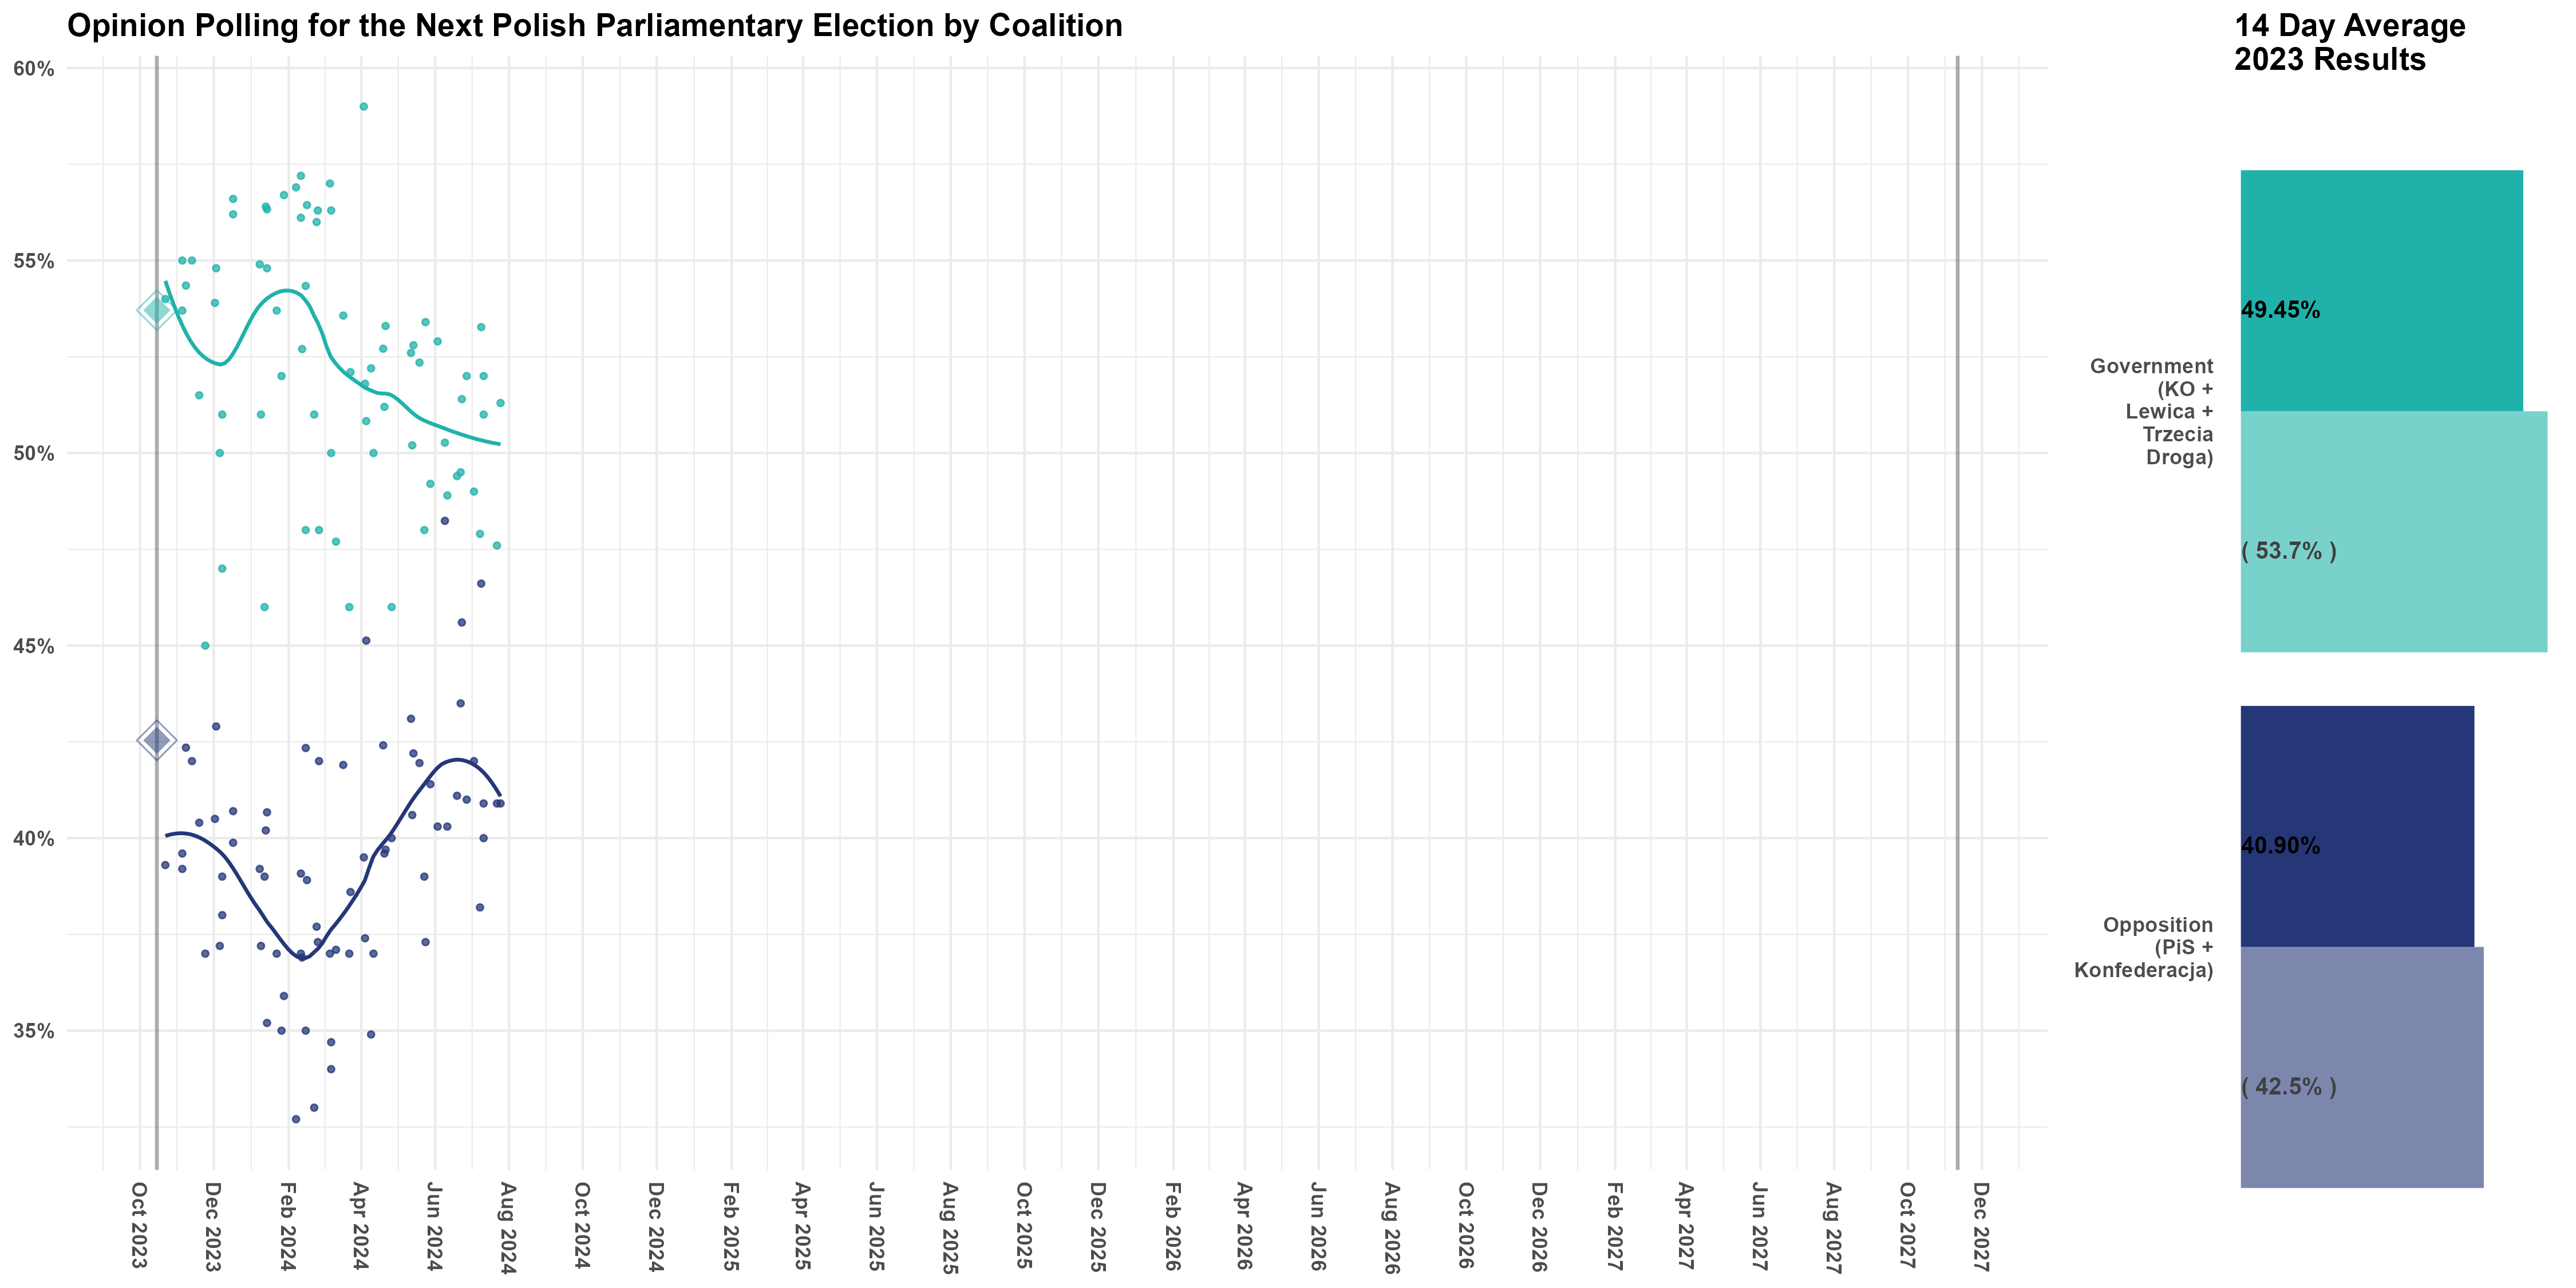 Opinion Polling for the Next Polish Parliamentary Election by Coalition
14 Day Average
2023 Results
60%
55%
50%
45%
40%
35%
Oct 2023
Dec 2023
Feb 2024
Apr 2024
Jun 2024
Aug 2024
Oct 2024
Dec 2024
Feb 2025
Apr 2025
Jun 2025
Aug 2025
Oct 2025
Dec 2025
Feb 2026
Apr 2026
Jun 2026
Aug 2026
Oct 2026
Dec 2026
Feb 2027
Apr 2027
Jun 2027
Aug 2027
Oct 2027
Dec 2027
Government
(KO +
Lewica +
Trzecia
Droga)
49.45%
( 53.7% )
Opposition
(PiS +
Konfederacja)
40.90%
( 42.5% )